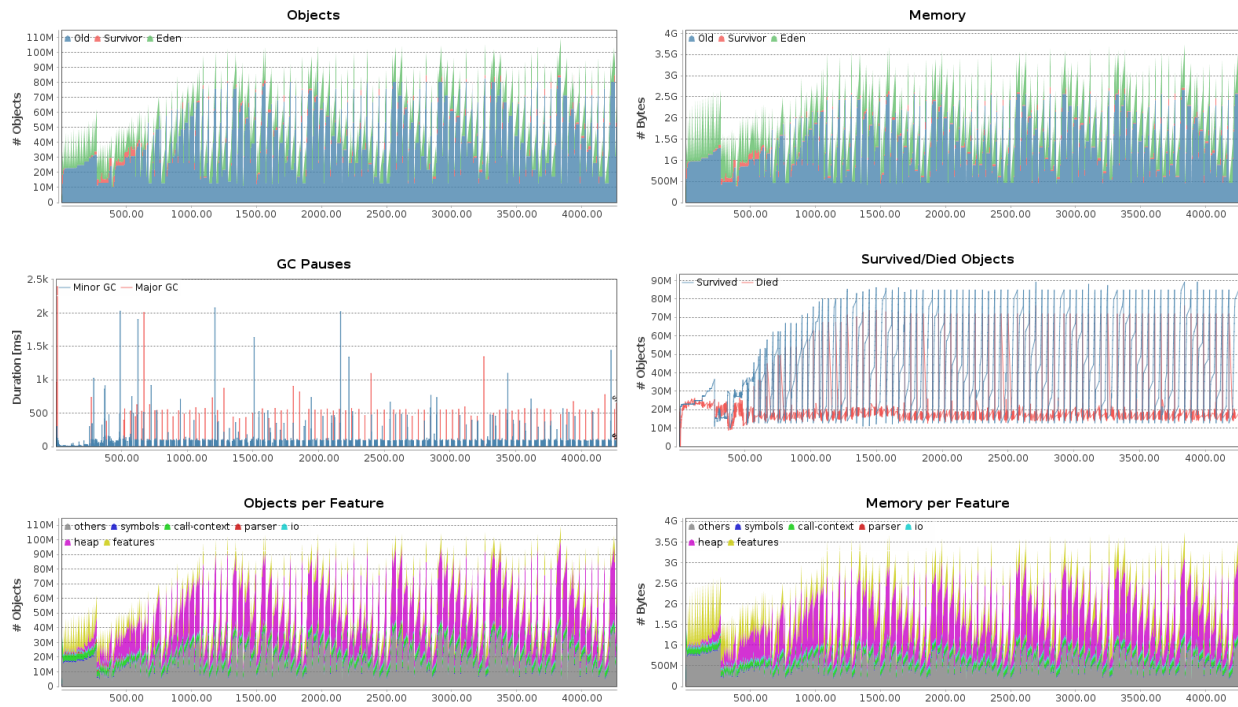 Objects
Old Survivor Eden
# Objects
110M
100M
90M
80M
70M
60M
50M
40M
30M
20M
10M
0
500.00 1000.00 1500.00 2000.00 2500.00 3000.00 3500.00 4000.00
Memory
Old Survivor Eden
# Bytes
4G
3.5G
3G
2.5G
2G
1.5G
1G
500M
0
500.00 1000.00 1500.00 2000.00 2500.00 3000.00 3500.00 4000.00
GC Pauses
Minor GC Major GC
Duration [ms]
2.5k
2k
1.5k
1k
500
0
500.00 1000.00 1500.00 2000.00 2500.00 3000.00 3500.00 4000.00
Survived/Died Objects
Survived Died
# Objects
90M
80M
70M
60M
50M
40M
30M
20M
10M
0
500.00 1000.00 1500.00 2000.00 2500.00 3000.00 3500.00 4000.00
Objects per Feature
others symbols call-context parser io
heap features
# Objects
110M
100M
90M
80M
70M
60M
50M
40M
30M
20M
10M
0
500.00 1000.00 1500.00 2000.00 2500.00 3000.00 3500.00 4000.00
Memory per Feature
others symbols call-context parser io
heap features
# Bytes
4G
3.5G
3G
2.5G
2G
1.5G
1G
500M
0
500.00 1000.00 1500.00 2000.00 2500.00 3000.00 3500.00 4000.00